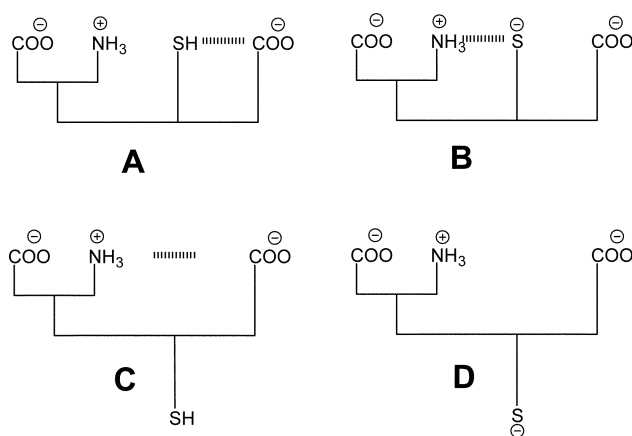 ⊖ ⊕ ⊖
COO NH3 SH COO
A
⊖ ⊕ ⊖ ⊖
COO NH3 S COO
B
⊖ ⊕ ⊖
COO NH3 COO
C
SH
⊖ ⊕ ⊖
COO NH3 COO
D
S
⊖